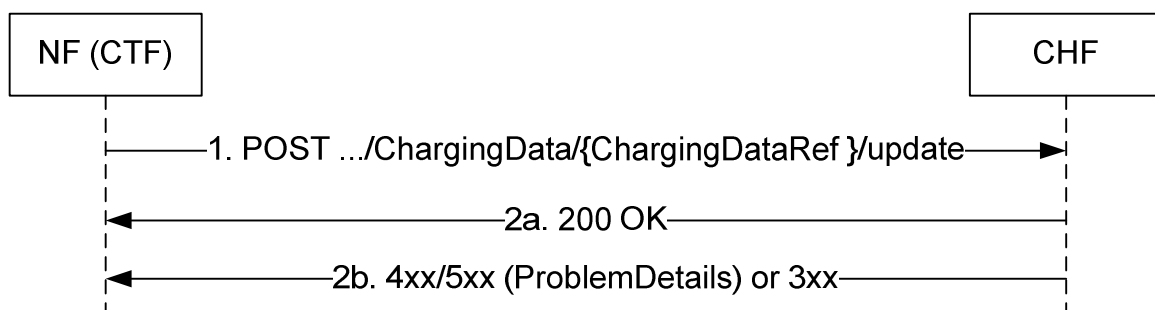 NF (CTF)
CHF
1. POST .../ChargingData/{ChargingDataRef }/update
2a. 200 OK
2b. 4xx/5xx (ProblemDetails) or 3xx